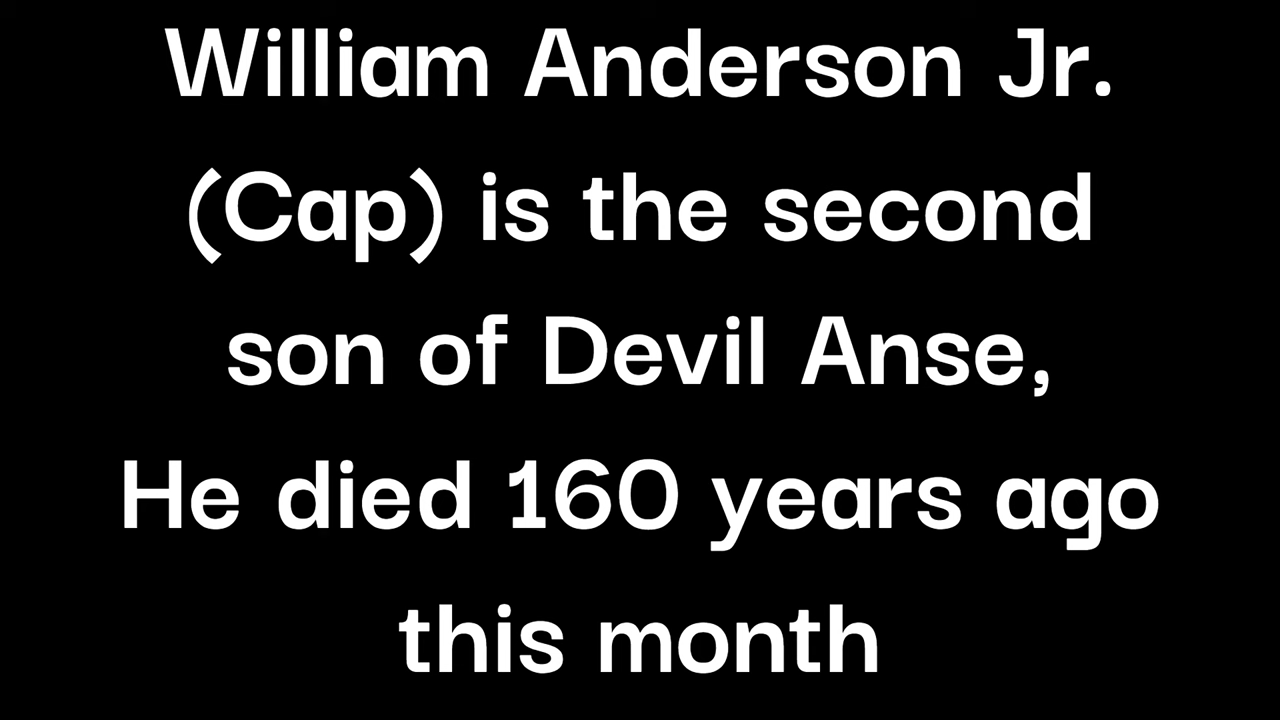 William Anderson Jr.
(Cap) is the second
son of Devil Anse,
He died 160 years ago
this month